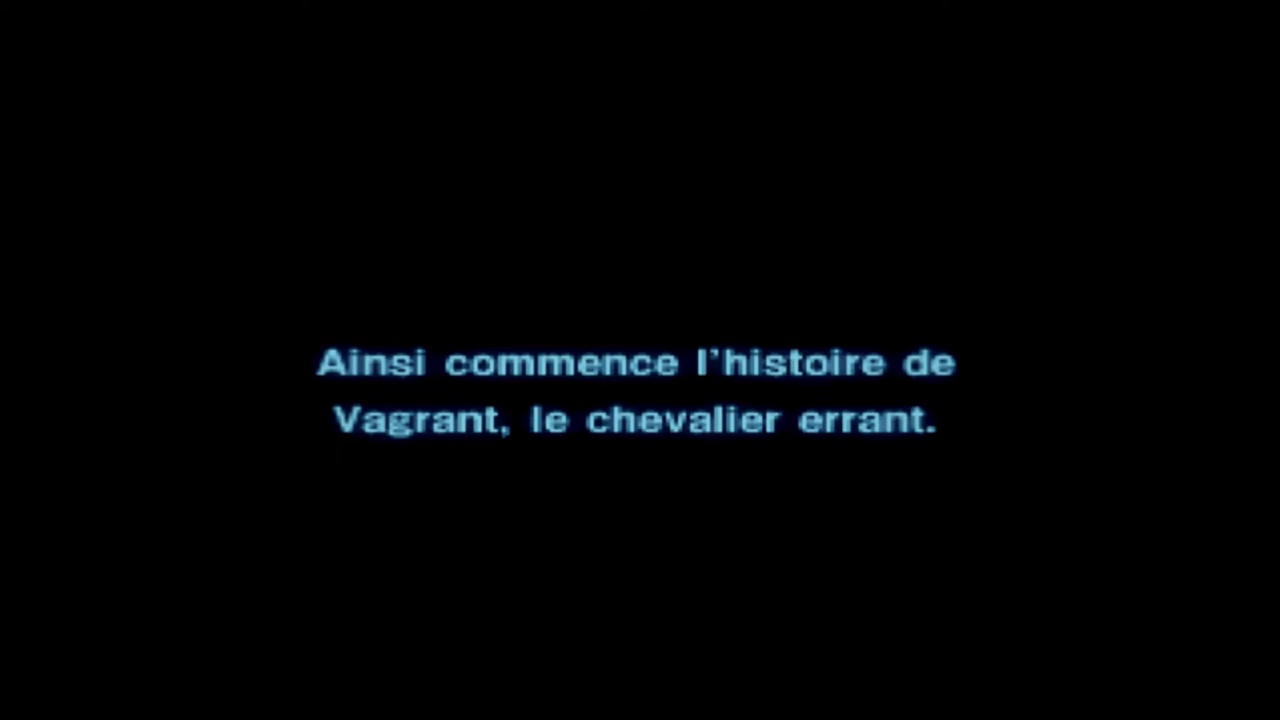 Ainsi commence l'histoire de
Vagrant, le chevalier errant.